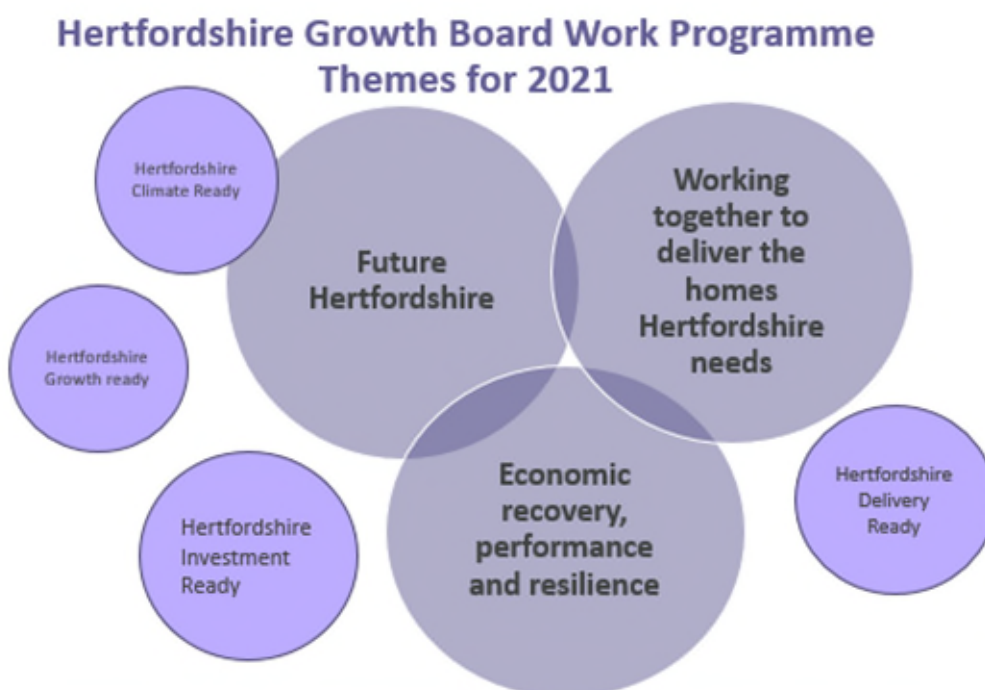 Hertfordshire Growth Board Work Programme
Themes for 2021
Hertfordshire
Climate Ready
Future
Hertfordshire
Working
together to
deliver the
homes
Hertfordshire
needs
Hertfordshire
Growth ready
Hertfordshire
Investment
Ready
Economic
recovery,
performance
and resilience
Hertfordshire
Delivery
Ready